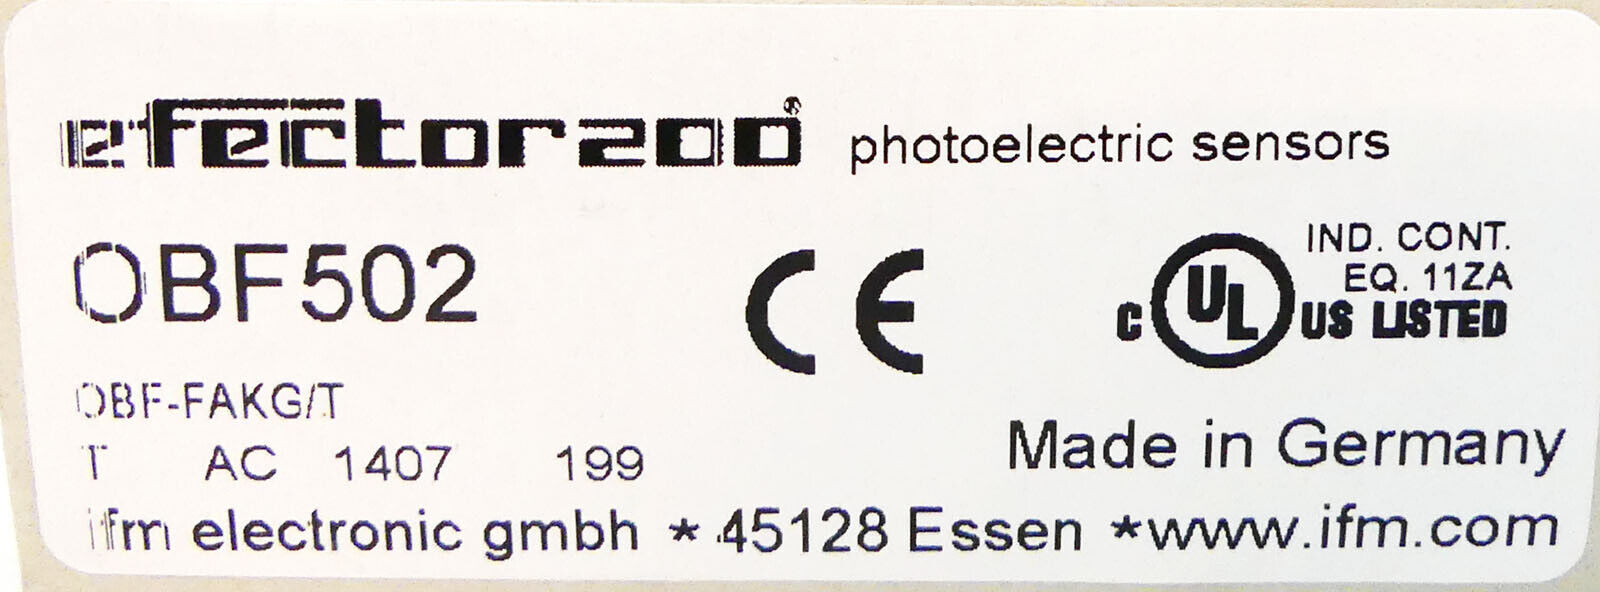 efector200® photoelectric sensors
OBF502
CE
IND. CONT.
EQ. 11ZA
C UL US LISTED
OBF-FAKG/T
T AC 1407 199
Made in Germany
ifm electronic gmbh * 45128 Essen *www.ifm.com